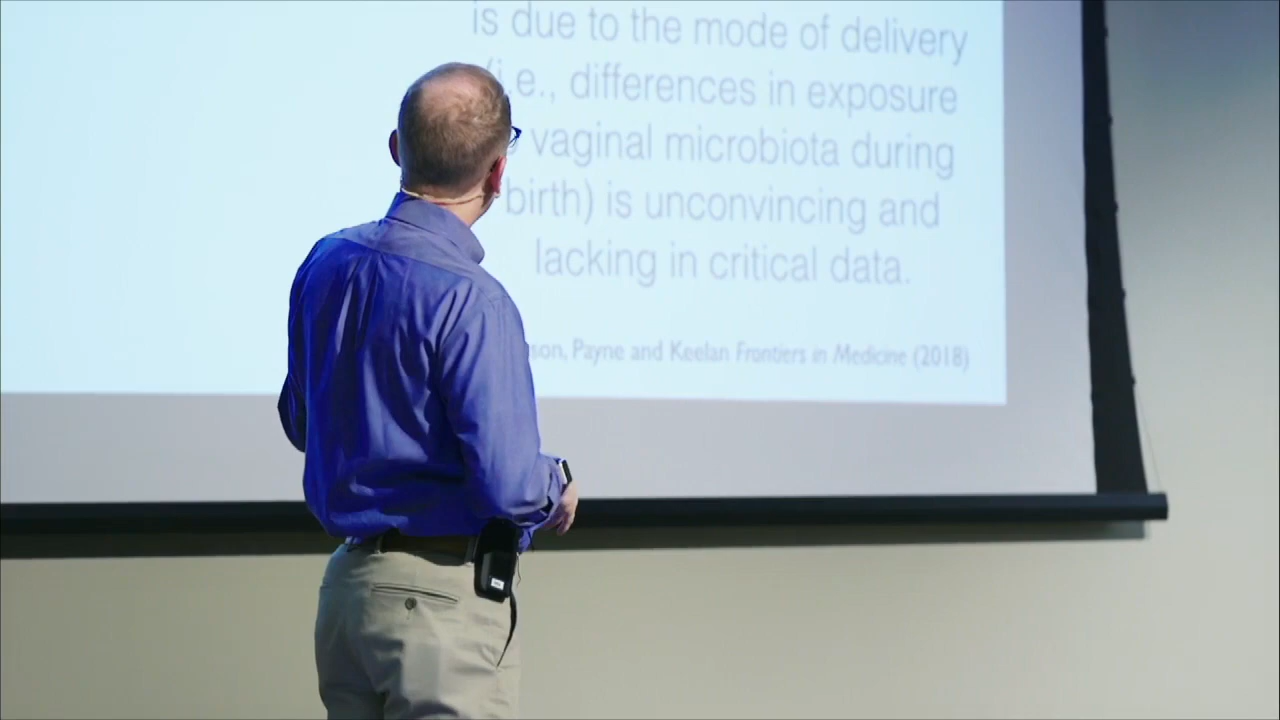 is due to the mode of delivery
(i.e., differences in exposure
vaginal microbiota during
birth) is unconvincing and
lacking in critical data.
son, Payne and Keelan Frontiers in Medicine (2018)